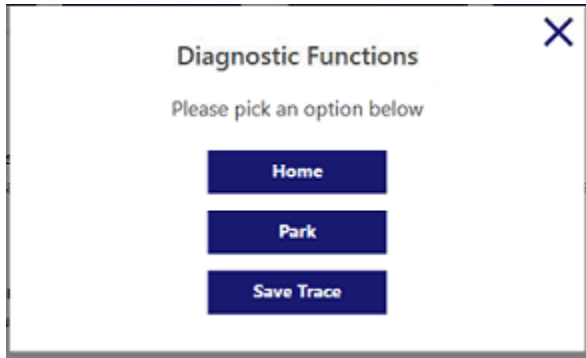 Diagnostic Functions
Please pick an option below
Home
Park
Save Trace